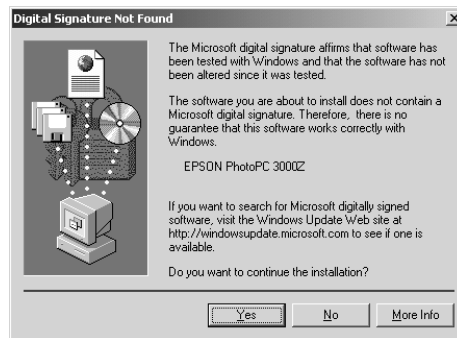 Digital Signature Not Found
The Microsoft digital signature affirms that software has
been tested with Windows and that the software has not
been altered since it was tested.
The software you are about to install does not contain a
Microsoft digital signature. Therefore, there is no
guarantee that this software works correctly with
Windows.
EPSON PhotoPC 3000Z
If you want to search for Microsoft digitally signed
software, visit the Windows Update Web site at
http://windowsupdate.microsoft.com to see if one is
available.
Do you want to continue the installation?
Yes No More Info